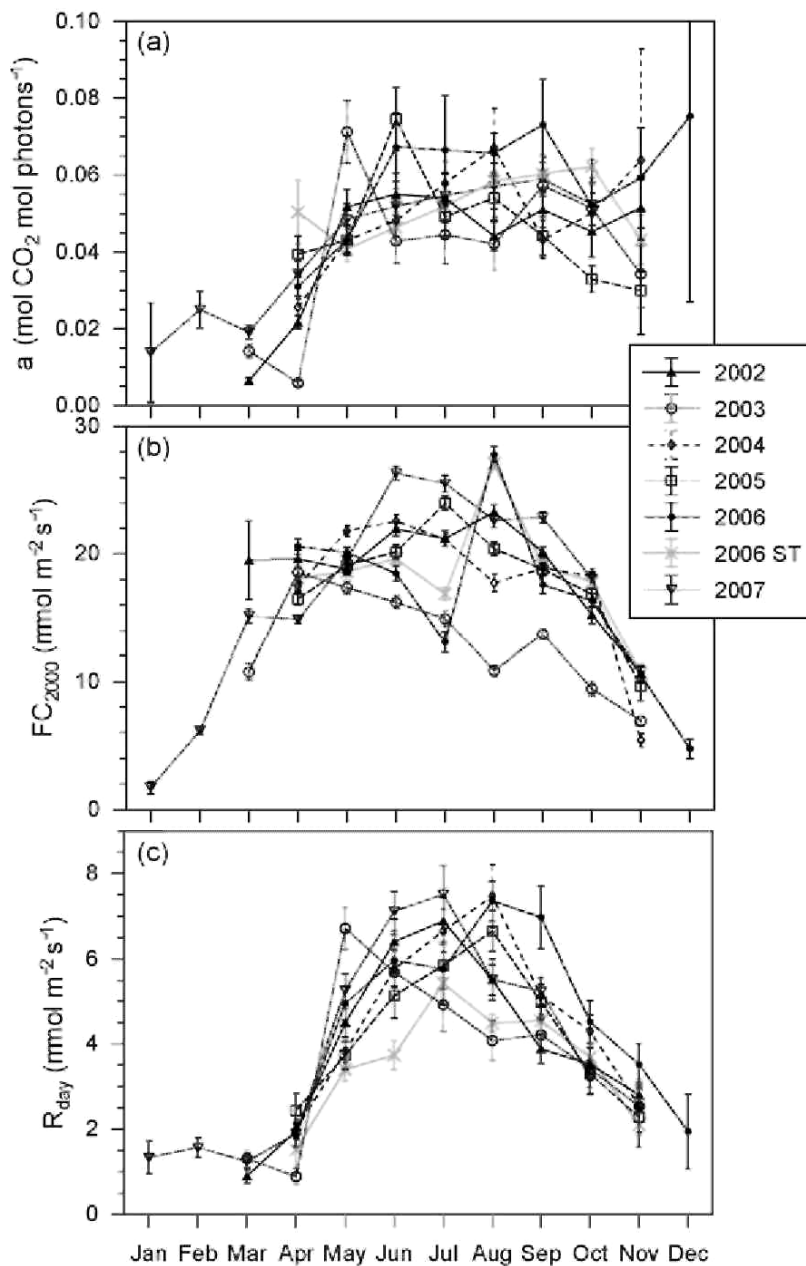 (a)
a (mol CO₂ mol photons⁻¹)
0.10
0.08
0.06
0.04
0.02
0.00
2002
2003
2004
2005
2006
2006 ST
2007
(b)
FC₂₀₀₀ (mmol m⁻² s⁻¹)
30
20
10
0
(c)
R_day (mmol m⁻² s⁻¹)
8
6
4
2
0
Jan Feb Mar Apr May Jun Jul Aug Sep Oct Nov Dec